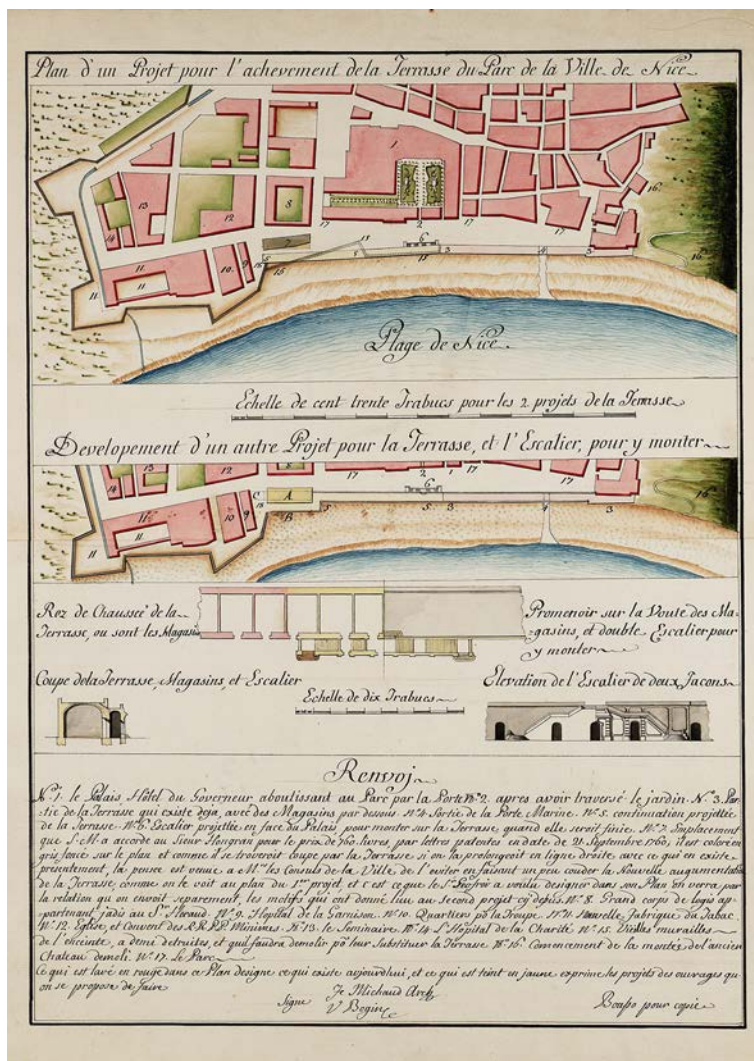 Plan d'un Projet pour l'achevement de la Terrasse du Parc de la Ville de Nice
Plage de Nice
Echelle de cent trente Trabucs pour les 2 projets de la Terrasse
Developement d'un autre Projet pour la Terrasse, et l'Escalier, pour y monter
Rez de Chausseé de la
Terrasse, ou sont les Magasins
Promenoir sur la Voute des Ma-
gasins, et double Escalier pour
y monter
Coupe de la Terrasse, Magasins, et Escalier
Echelle de dix Trabucs
Elevation de l'Escalier de deux facons
Renvoj
N.º 1. le Palais, Hôtel du Governeur aboutissant au Parc par la Porte N.º 2. apres avoir traversé le jardin. N.º 3. Par-
tie de la Terrasse qui existe deja, avec des Magasins par dessous. N.º 4. Sortie de la Porte Marine. N.º 5. continuation projettée
de la Terrasse. N.º 6. Escalier projettée en face du Palais, pour monter sur la Terrasse, quand elle seroit finie. N.º 7. Emplacement
que S. M. a accordé au Sieur Hongran pour le prix de 760. livres, par lettres patentes en date de 21. Septembre 1760, il est coloré en
gris foncé sur le plan et comme il se trouveroit coupé par la Terrasse si on la prolongeoit en ligne droite avec ce qui en existe
presentement, la pensée est venue a M.rs les Consuls de la Ville de l'eviter en faisant un peu couder la Nouvelle augmentation
de la Terrasse, comme on le voit au plan du 1.er projet, et c'est ce que le S.r a voulu designer dans son Plan on verra par
la relation qu'on envoit separement, les motifs qui ont donné lieu au second projet cy depuis. N.º 8. Grand corps de logis ap-
partenant jadis au S.r N.º 9. Hopital de la Garnison. N.º 10. Quartiers p.r la Troupe. N.º 11. Nouvelle Fabrique du Tabac.
N.º 12. Eglise, et Convent des R.R.P.P. Minimes. N.º 13. le Seminaire. N.º 14. L'Hopital de la Charité. N.º 15. Vieilles murailles
de l'enceinte, a demi detruites, et qu'il faudra demolir p.r leur substituer la Terrasse. N.º 16. Comencement de la montée de l'ancien
Chateau demoli. N.º 17. Le Parc
Ce qui est lavé en rouge dans ce Plan designe ce qui existe aujourdhui, et ce qui est teint en jaune exprime les projets des ouvrages qu'
on se propose de faire
Signé
Je Michaud Arch.
V. Begin
pour copie